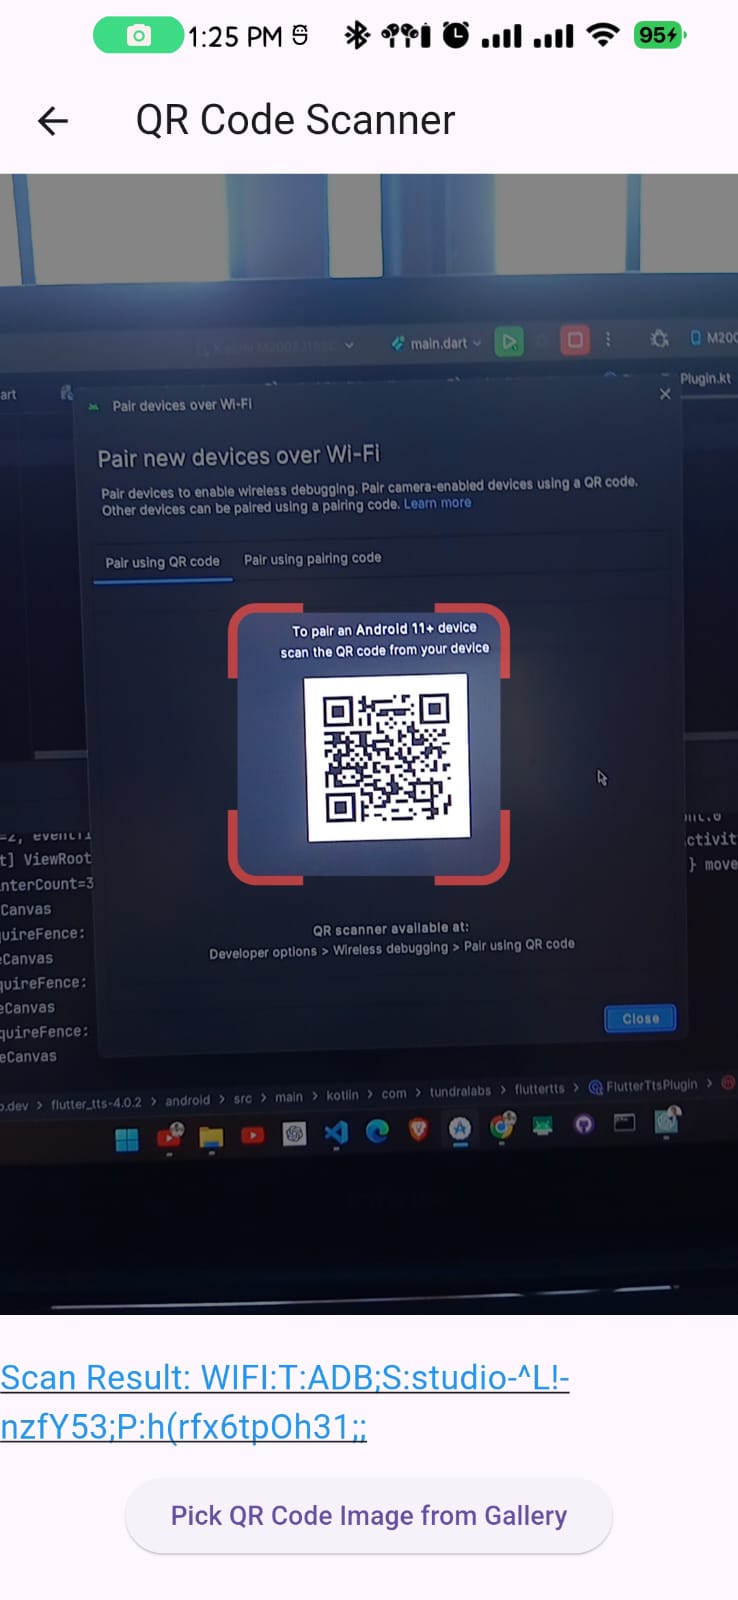 1:25 PM
95
QR Code Scanner
main.dart
M200
art
Plugin.kt
Pair devices over Wi-Fi
Pair new devices over Wi-Fi
Pair devices to enable wireless debugging. Pair camera-enabled devices using a QR code.
Other devices can be paired using a pairing code. Learn more
Pair using QR code Pair using pairing code
To pair an Android 11+ device
scan the QR code from your device
t] ViewRoot
nterCount=3
Canvas
quireFence:
eCanvas
quireFence:
eCanvas
quireFence:
eCanvas
ctivit
} move
QR scanner available at:
Developer options > Wireless debugging > Pair using QR code
Close
o.dev > flutter_tts-4.0.2 > android > src > main > kotlin > com > tundralabs > fluttertts > FlutterTtsPlugin >
Scan Result: WIFI:T:ADB;S:studio-^L!-
nzfY53;P:h(rfx6tpOh31;;
Pick QR Code Image from Gallery